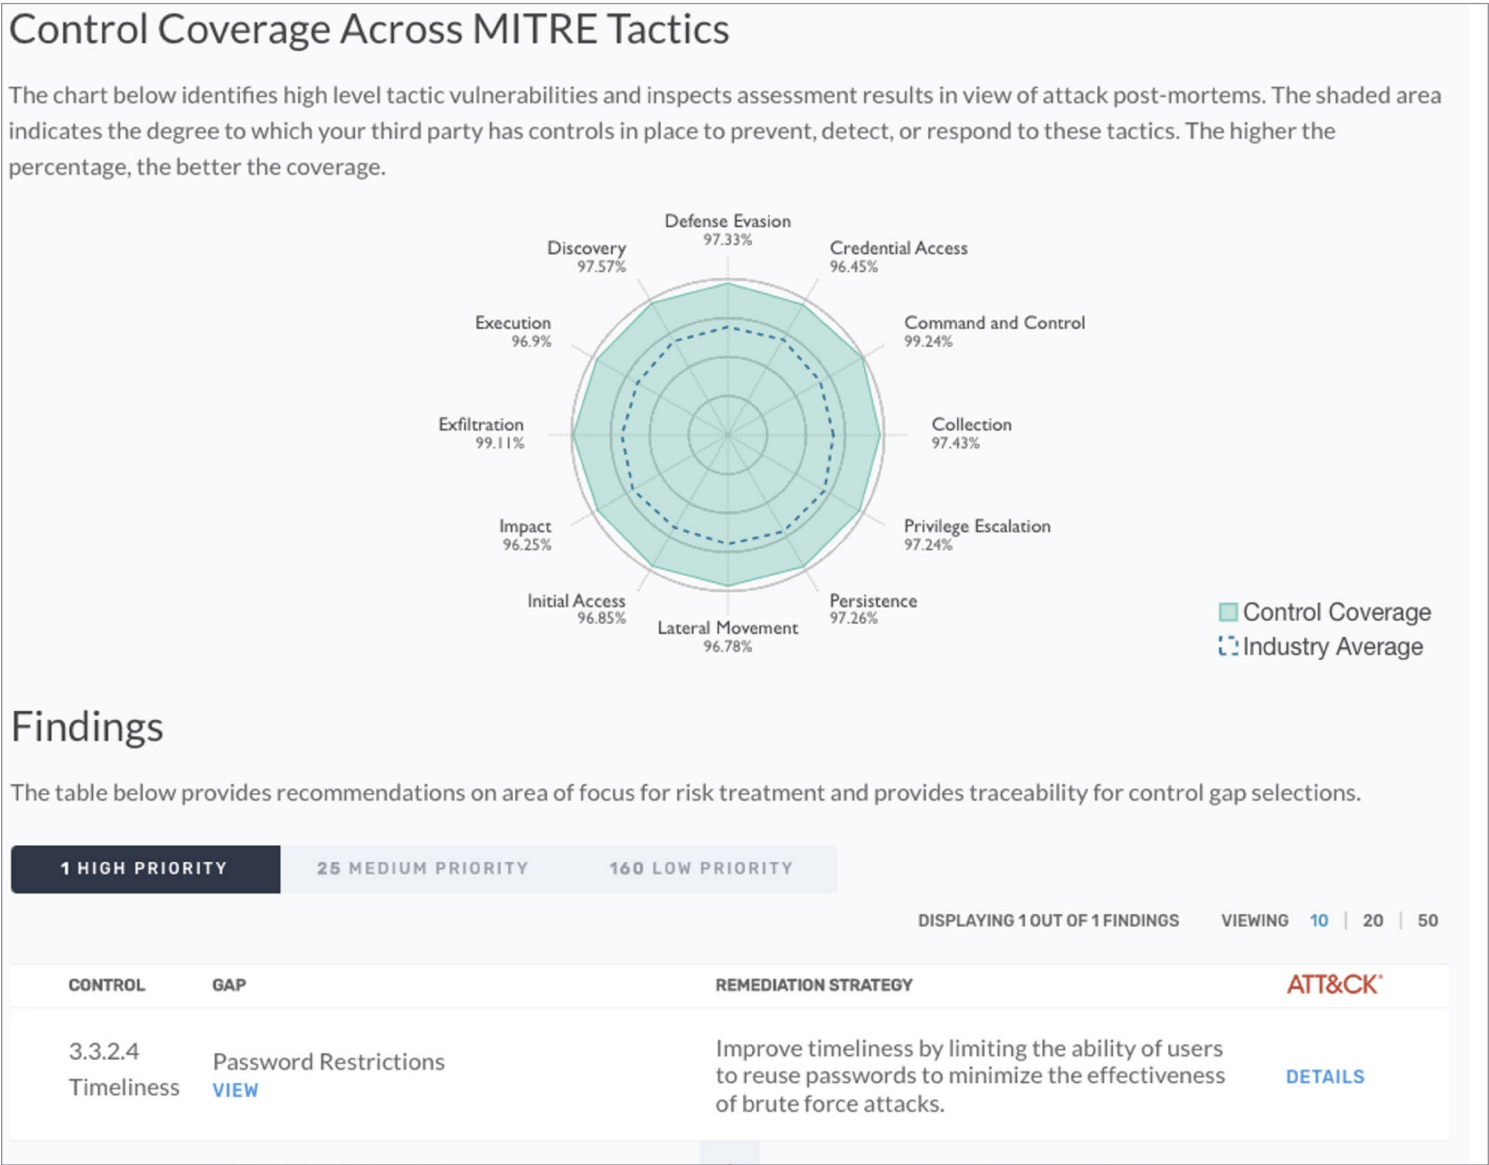 Control Coverage Across MITRE Tactics
The chart below identifies high level tactic vulnerabilities and inspects assessment results in view of attack post-mortems. The shaded area
indicates the degree to which your third party has controls in place to prevent, detect, or respond to these tactics. The higher the
percentage, the better the coverage.
Defense Evasion
97.33%
Discovery
97.57%
Credential Access
96.45%
Execution
96.9%
Command and Control
99.24%
Exfiltration
99.11%
Collection
97.43%
Impact
96.25%
Privilege Escalation
97.24%
Initial Access
96.85%
Persistence
97.26%
Lateral Movement
96.78%
Control Coverage
Industry Average
Findings
The table below provides recommendations on area of focus for risk treatment and provides traceability for control gap selections.
1 HIGH PRIORITY 25 MEDIUM PRIORITY 160 LOW PRIORITY
DISPLAYING 1 OUT OF 1 FINDINGS VIEWING 10 | 20 | 50
CONTROL GAP REMEDIATION STRATEGY ATT&CK®
3.3.2.4
Timeliness
Password Restrictions
VIEW
Improve timeliness by limiting the ability of users
to reuse passwords to minimize the effectiveness
of brute force attacks.
DETAILS